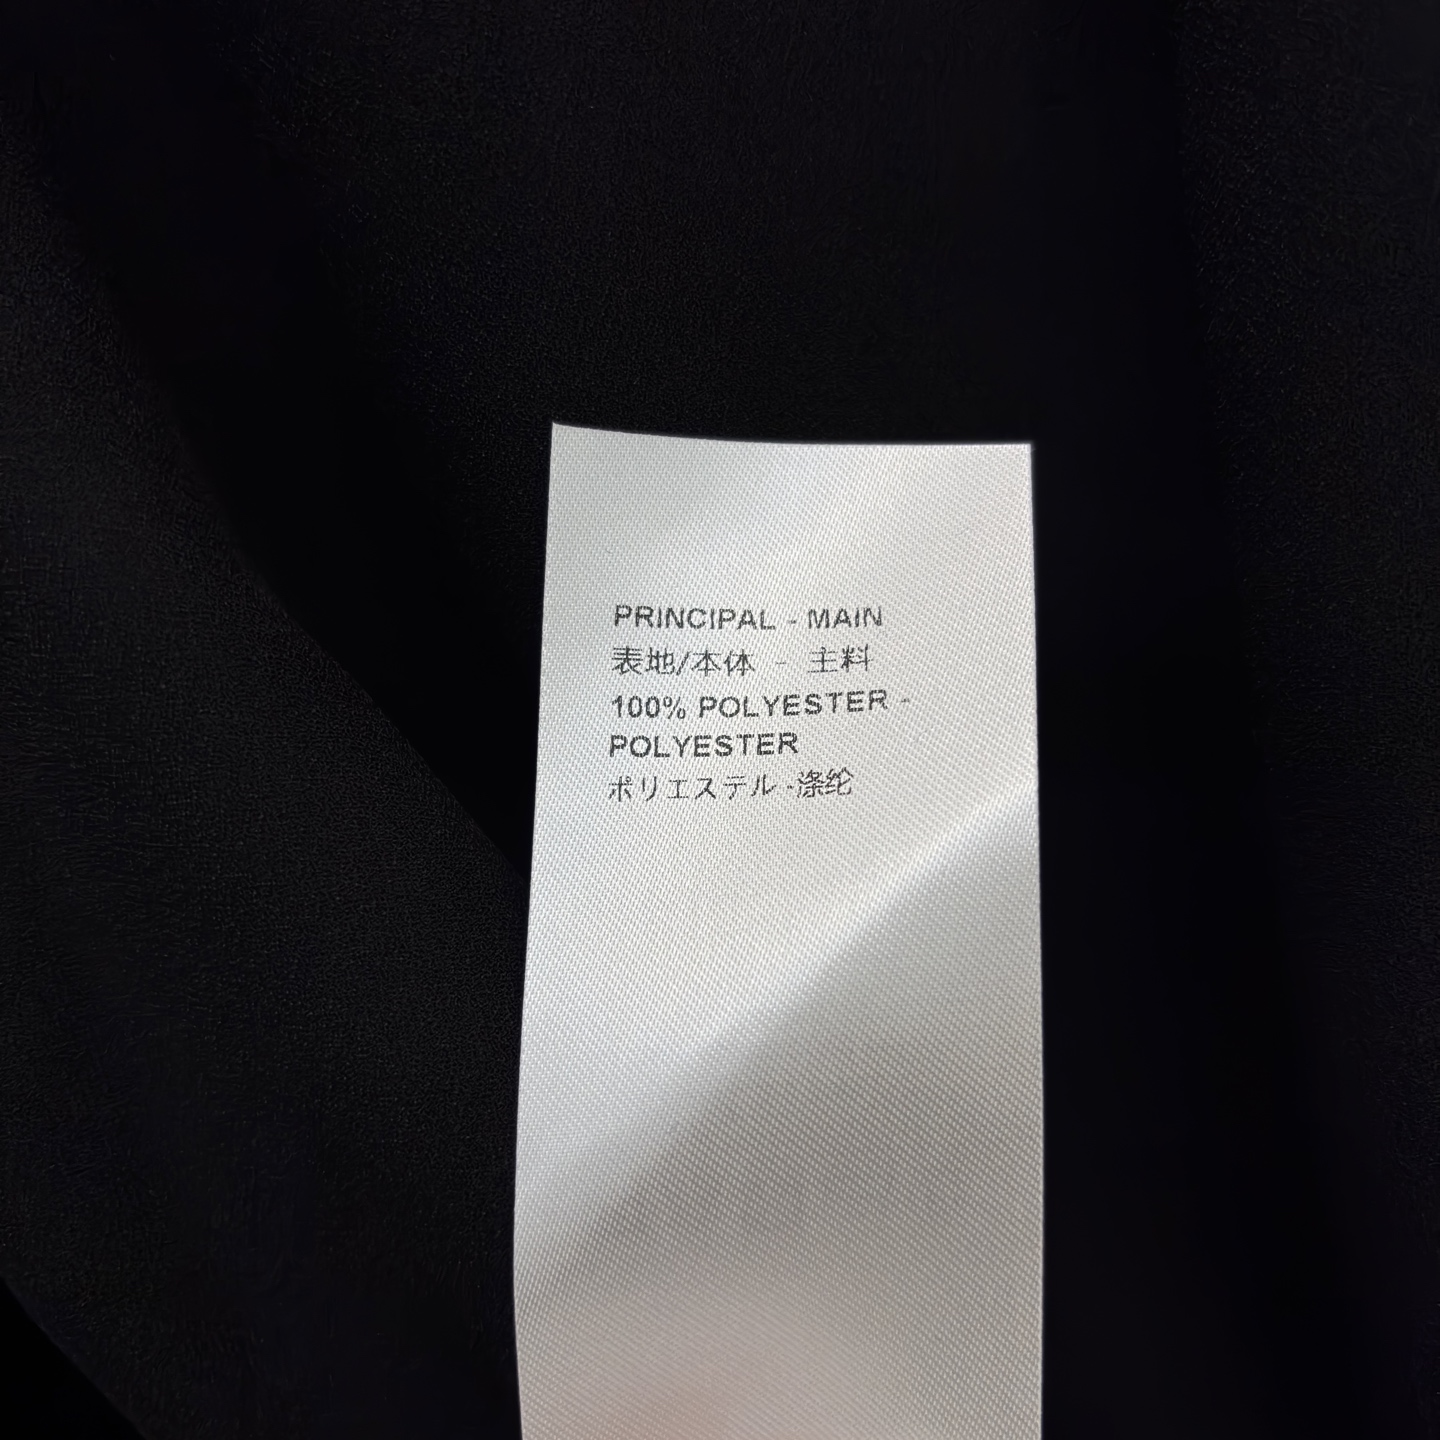 PRINCIPAL - MAIN
表地/本体 - 主料
100% POLYESTER -
POLYESTER
ポリエステル -涤纶